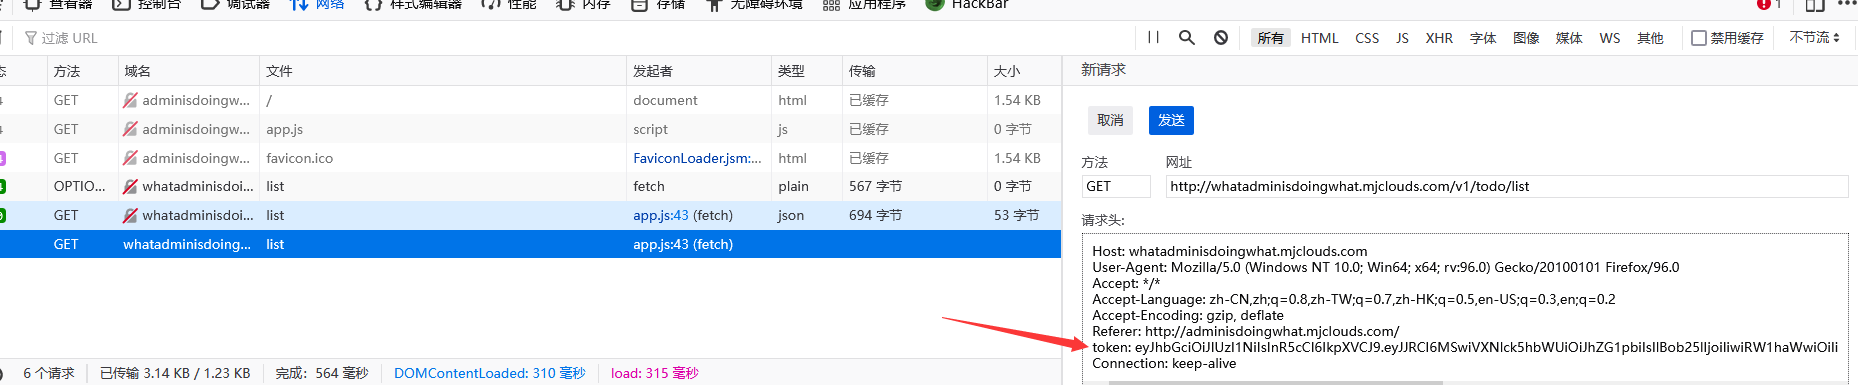 查看器 控制台 调试器 网络 样式编辑器 性能 内存 存储 无障碍环境 应用程序 HackBar 1
过滤 URL 所有 HTML CSS JS XHR 字体 图像 媒体 WS 其他 禁用缓存 不节流
态 方法 域名 文件 发起者 类型 传输 大小
4 GET adminisdoingw... / document html 已缓存 1.54 KB
4 GET adminisdoingw... app.js script js 已缓存 0 字节
4 GET adminisdoingw... favicon.ico FaviconLoader.jsm:... html 已缓存 1.54 KB
4 OPTIO... whatadminisdoi... list fetch plain 567 字节 0 字节
0 GET whatadminisdoi... list app.js:43 (fetch) json 694 字节 53 字节
GET whatadminisdoing... list app.js:43 (fetch)
6 个请求 已传输 3.14 KB / 1.23 KB 完成: 564 毫秒 DOMContentLoaded: 310 毫秒 load: 315 毫秒
新请求
取消 发送
方法 网址
GET http://whatadminisdoingwhat.mjclouds.com/v1/todo/list
请求头:
Host: whatadminisdoingwhat.mjclouds.com
User-Agent: Mozilla/5.0 (Windows NT 10.0; Win64; x64; rv:96.0) Gecko/20100101 Firefox/96.0
Accept: */*
Accept-Language: zh-CN,zh;q=0.8,zh-TW;q=0.7,zh-HK;q=0.5,en-US;q=0.3,en;q=0.2
Accept-Encoding: gzip, deflate
Referer: http://adminisdoingwhat.mjclouds.com/
token: eyJhbGciOiJIUzI1NiIsInR5cCI6IkpXVCJ9.eyJJRCI6MSwiVXNlck5hbWUiOiJhZG1pbiIsIlBob25lIjoiIiwiRW1haWwiOiIi
Connection: keep-alive